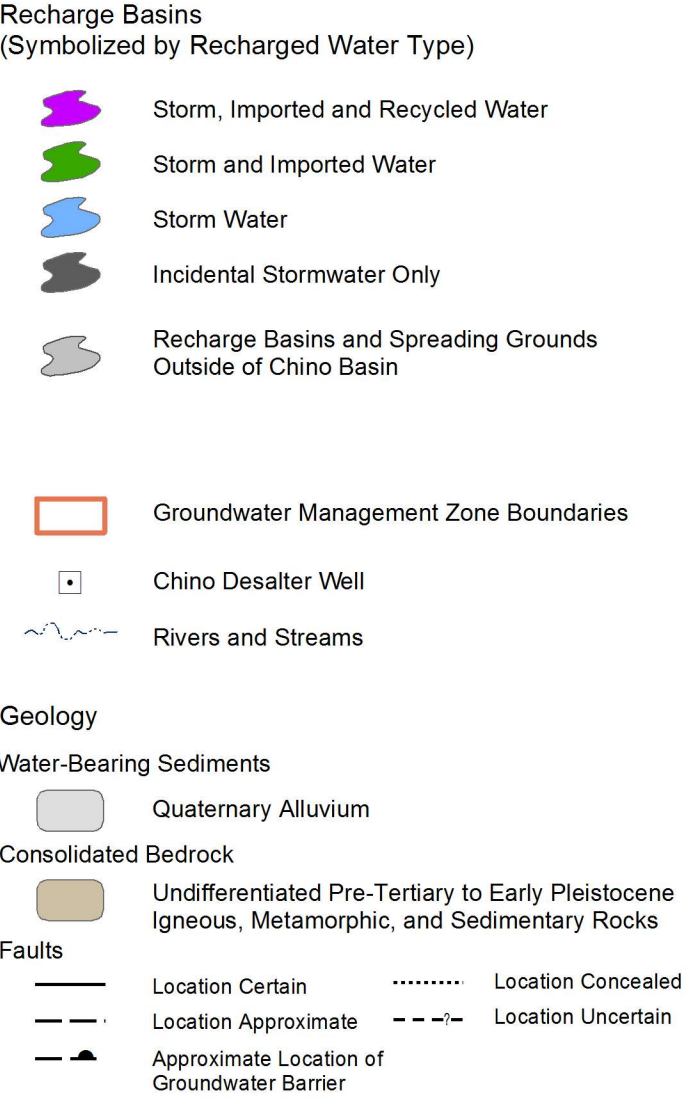 Recharge Basins
(Symbolized by Recharged Water Type)
Storm, Imported and Recycled Water
Storm and Imported Water
Storm Water
Incidental Stormwater Only
Recharge Basins and Spreading Grounds
Outside of Chino Basin
Groundwater Management Zone Boundaries
Chino Desalter Well
Rivers and Streams
Geology
Water-Bearing Sediments
Quaternary Alluvium
Consolidated Bedrock
Undifferentiated Pre-Tertiary to Early Pleistocene
Igneous, Metamorphic, and Sedimentary Rocks
Faults
Location Certain
Location Concealed
Location Approximate
?
Location Uncertain
Approximate Location of
Groundwater Barrier